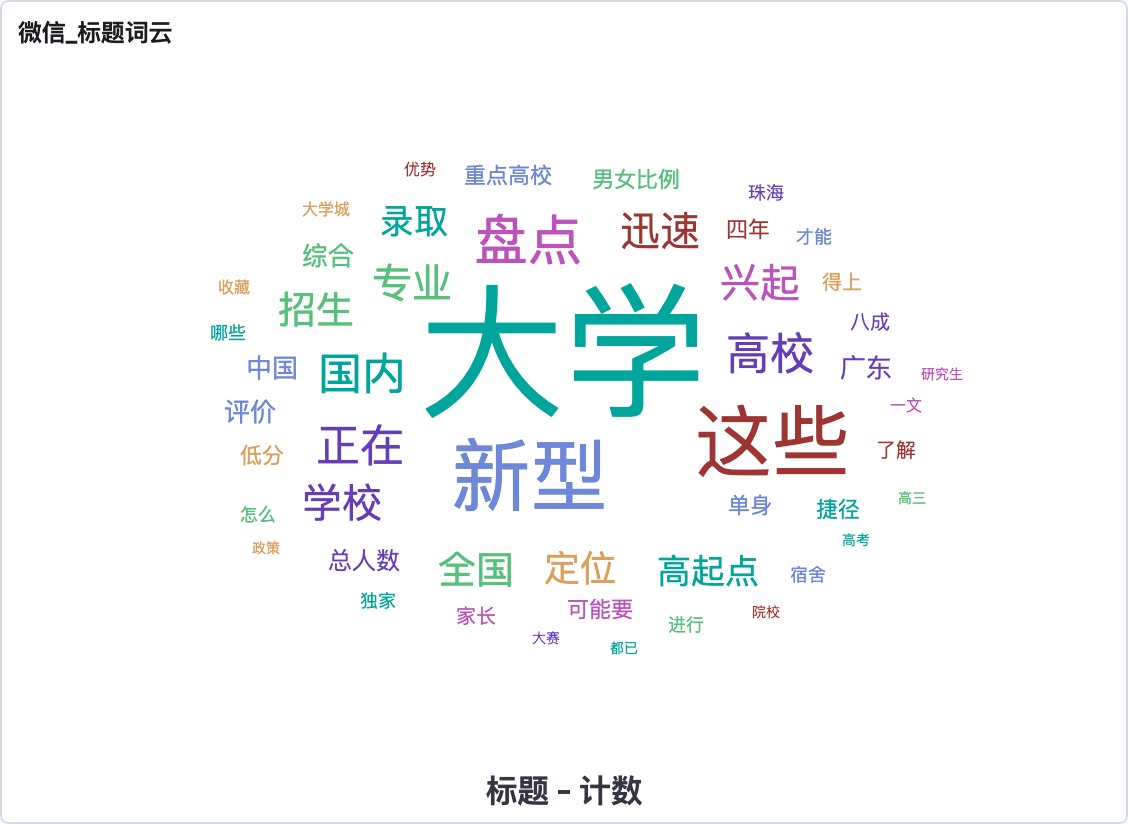 微信_标题词云
优势
重点高校
男女比例
珠海
大学城
录取
盘点
迅速
四年
才能
综合
专业
兴起
得上
收藏
招生
大学
八成
哪些
中国
国内
高校
广东
研究生
评价
一文
正在
这些
低分
了解
新型
学校
单身
捷径
高三
怎么
高考
政策
总人数
全国
定位
高起点
宿舍
独家
家长
可能要
进行
院校
大赛
都已
标题 - 计数